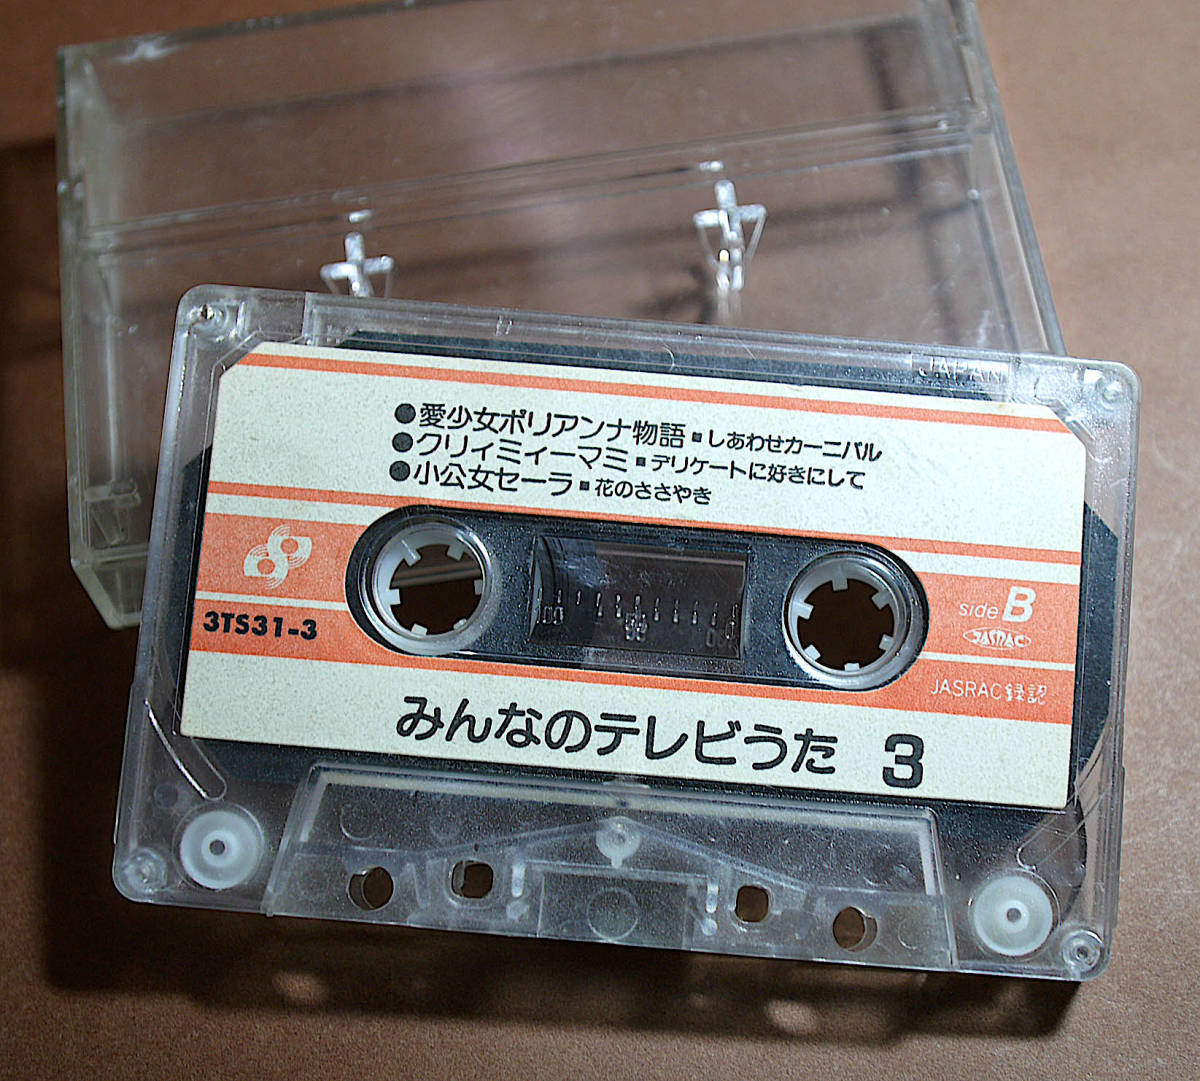 JAPAN
●愛少女ポリアンナ物語■しあわせカーニバル
●クリィミィーマミ■デリケートに好きにして
●小公女セーラ■花のささやき
3TS31-3
side B
JASRAC
JASRAC録認
みんなのテレビうた 3